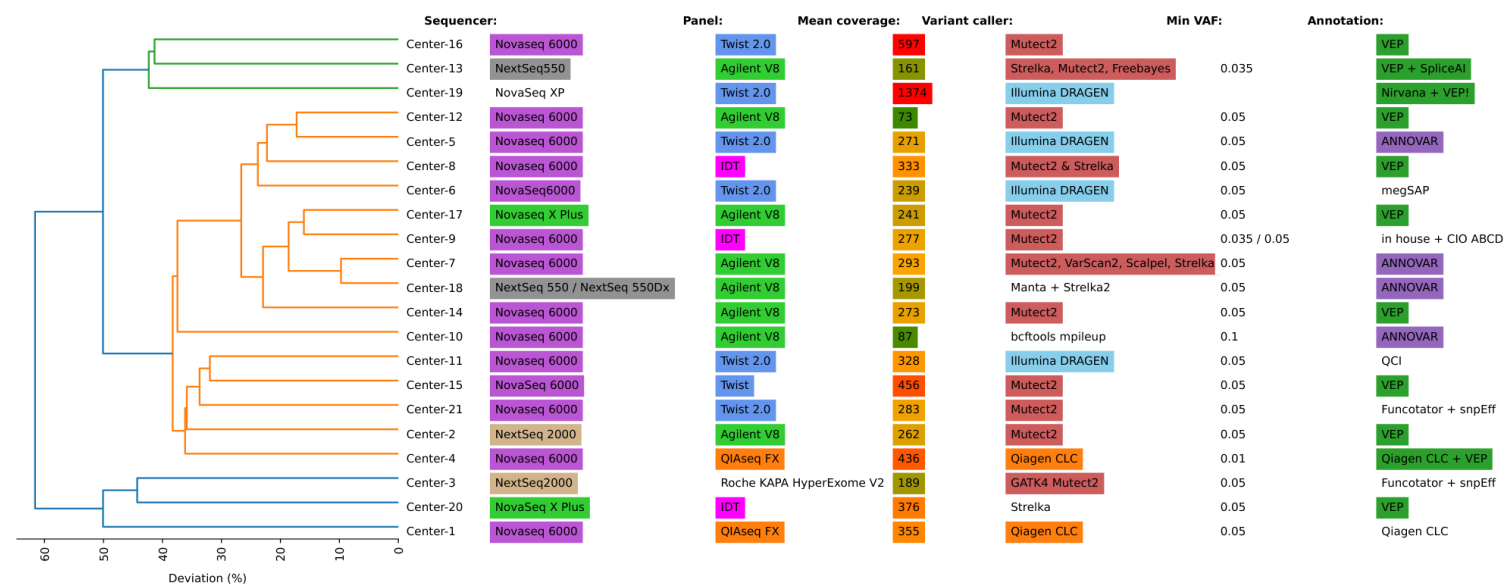 Sequencer: Panel: Mean coverage: Variant caller: Min VAF: Annotation:
Center-16 Novaseq 6000 Twist 2.0 597 Mutect2 VEP
Center-13 NextSeq550 Agilent V8 161 Strelka, Mutect2, Freebayes 0.035 VEP + SpliceAI
Center-19 NovaSeq XP Twist 2.0 1374 Illumina DRAGEN Nirvana + VEP!
Center-12 Novaseq 6000 Agilent V8 73 Mutect2 0.05 VEP
Center-5 Novaseq 6000 Twist 2.0 271 Illumina DRAGEN 0.05 ANNOVAR
Center-8 Novaseq 6000 IDT 333 Mutect2 & Strelka 0.05 VEP
Center-6 NovaSeq6000 Twist 2.0 239 Illumina DRAGEN 0.05 megSAP
Center-17 Novaseq X Plus Agilent V8 241 Mutect2 0.05 VEP
Center-9 Novaseq 6000 IDT 277 Mutect2 0.035 / 0.05 in house + CIO ABCD
Center-7 Novaseq 6000 Agilent V8 293 Mutect2, VarScan2, Scalpel, Strelka 0.05 ANNOVAR
Center-18 NextSeq 550 / NextSeq 550Dx Agilent V8 199 Manta + Strelka2 0.05 ANNOVAR
Center-14 Novaseq 6000 Agilent V8 273 Mutect2 0.05 VEP
Center-10 Novaseq 6000 Agilent V8 87 bcftools mpileup 0.1 ANNOVAR
Center-11 Novaseq 6000 Twist 2.0 328 Illumina DRAGEN 0.05 QCI
Center-15 NovaSeq 6000 Twist 456 Mutect2 0.05 VEP
Center-21 Novaseq 6000 Twist 2.0 283 Mutect2 0.05 Funcotator + snpEff
Center-2 NextSeq 2000 Agilent V8 262 Mutect2 0.05 VEP
Center-4 Novaseq 6000 QIAseq FX 436 Qiagen CLC 0.01 Qiagen CLC + VEP
Center-3 NextSeq2000 Roche KAPA HyperExome V2 189 GATK4 Mutect2 0.05 Funcotator + snpEff
Center-20 NovaSeq X Plus IDT 376 Strelka 0.05 VEP
Center-1 Novaseq 6000 QIAseq FX 355 Qiagen CLC 0.05 Qiagen CLC
60 50 40 30 20 10 0
Deviation (%)